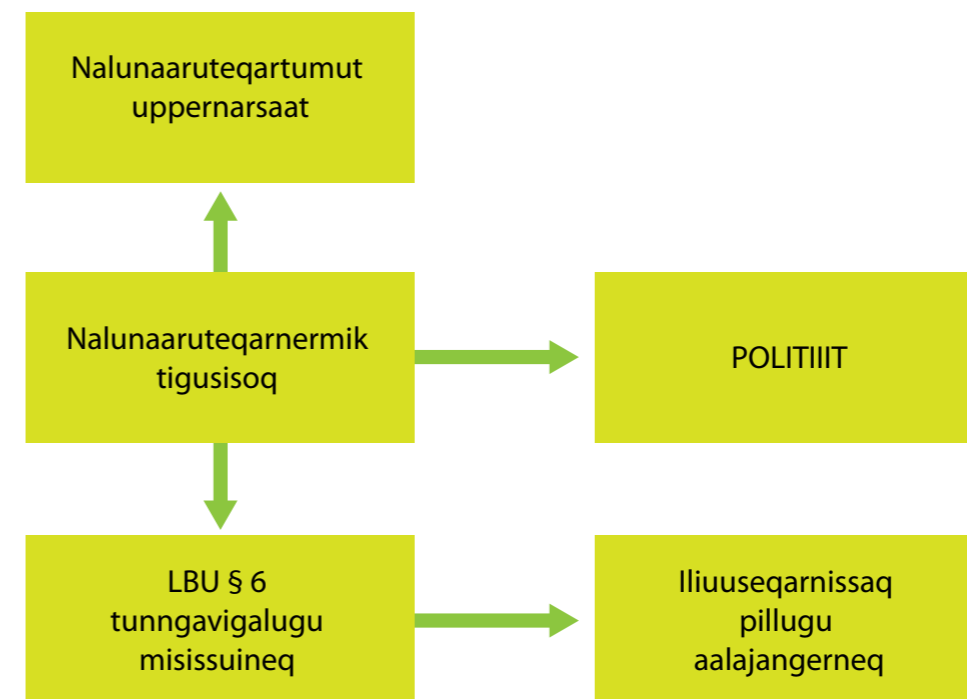 Nalunaaruteqartumut
uppernarsaat
Nalunaaruteqarnermik
tigusisoq
POLITIIIT
LBU § 6
tunngavigalugu
misissuineq
Iliuuseqarnissaq
pillugu
aalajangerneq